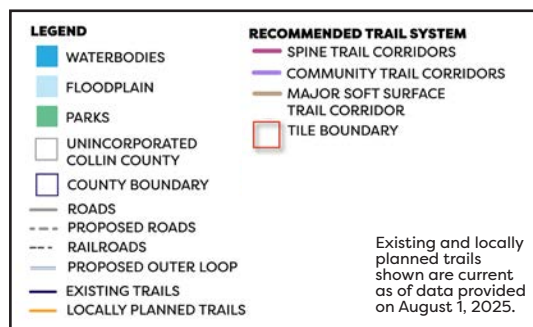 LEGEND
WATERBODIES
FLOODPLAIN
PARKS
UNINCORPORATED
COLLIN COUNTY
COUNTY BOUNDARY
ROADS
PROPOSED ROADS
RAILROADS
PROPOSED OUTER LOOP
EXISTING TRAILS
LOCALLY PLANNED TRAILS
RECOMMENDED TRAIL SYSTEM
SPINE TRAIL CORRIDORS
COMMUNITY TRAIL CORRIDORS
MAJOR SOFT SURFACE
TRAIL CORRIDOR
TILE BOUNDARY
Existing and locally
planned trails
shown are current
as of data provided
on August 1, 2025.